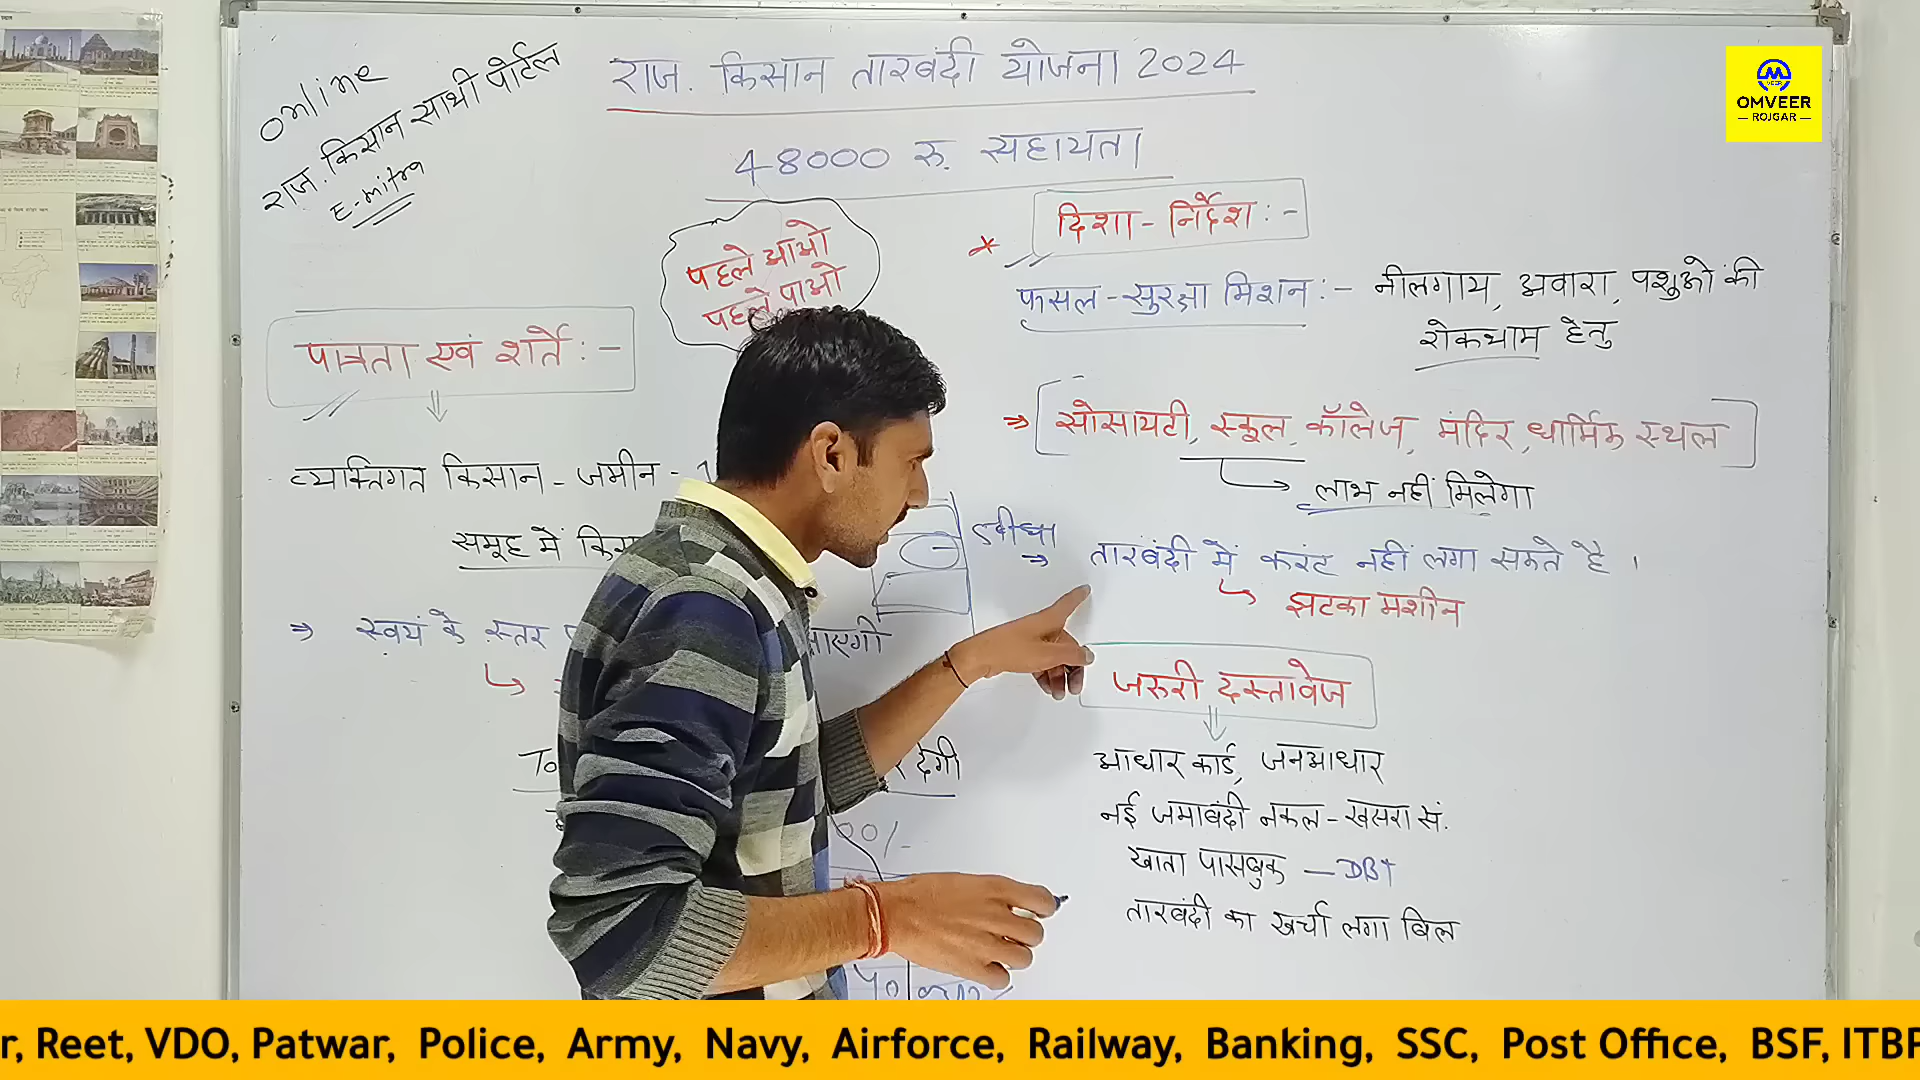 online
राज. किसान साथी पोर्टल
E-mitra
राज. किसान तारबंदी योजना 2024
48000 रु. सहायता
पहले आओ
पहले पाओ
पात्रता एवं शर्ते :-
व्यक्तिगत किसान - जमीन -
समूह में
स्वयं के स्तर
जाएगी
देगी
दिशा - निर्देश :-
फसल - सुरक्षा मिशन :- नीलगाय, अवारा, पशुओ की
रोकथाम हेतु
⇒ सोसायटी, स्कूल, कॉलेज, मंदिर, धार्मिक स्थल
लाभ नहीं मिलेगा
⇒ तारबंदी में करंट नहीं लगा सकते है ।
झटका मशीन
जरुरी दस्तावेज
आधार कार्ड, जनआधार
नई जमाबंदी नकल - खसरा सं.
खाता पासबुक — DBT
तारबंदी का खर्चा लगा बिल
OMVEER
— ROJGAR —
r, Reet, VDO, Patwar, Police, Army, Navy, Airforce, Railway, Banking, SSC, Post Office, BSF, ITBP